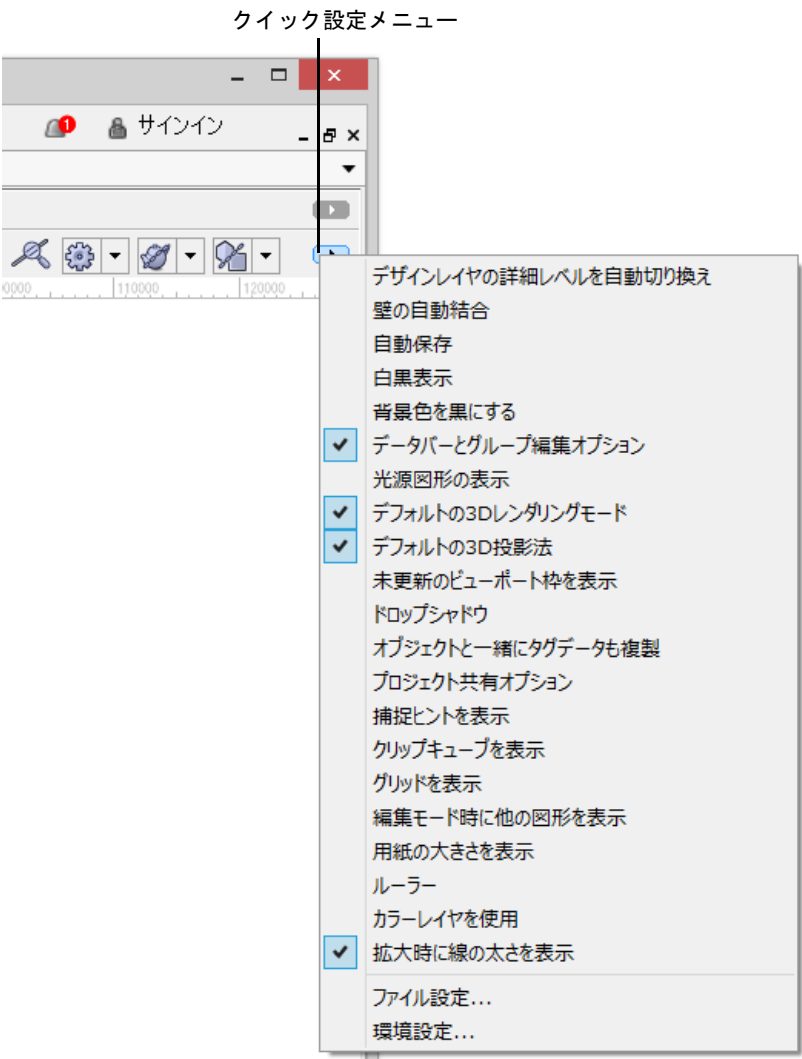 クイック設定メニュー
1
サインイン
110000
120000
デザインレイヤの詳細レベルを自動切り換え
壁の自動結合
自動保存
白黒表示
背景色を黒にする
データバーとグループ編集オプション
光源図形の表示
デフォルトの3Dレンダリングモード
デフォルトの3D投影法
未更新のビューポート枠を表示
ドロップシャドウ
オブジェクトと一緒にタグデータも複製
プロジェクト共有オプション
捕捉ヒントを表示
クリップキューブを表示
グリッドを表示
編集モード時に他の図形を表示
用紙の大きさを表示
ルーラー
カラーレイヤを使用
拡大時に線の太さを表示
ファイル設定...
環境設定...